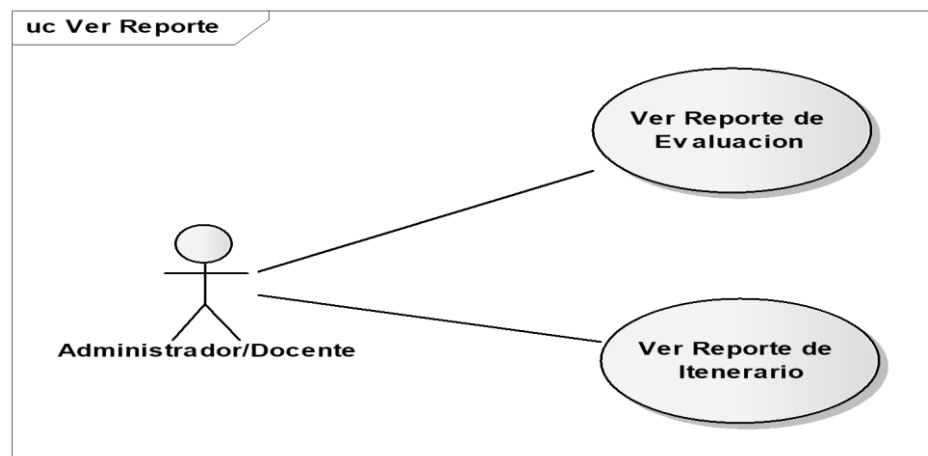 uc Ver Reporte
Ver Reporte de
Evaluacion
Administrador/Docente
Ver Reporte de
Itenerario